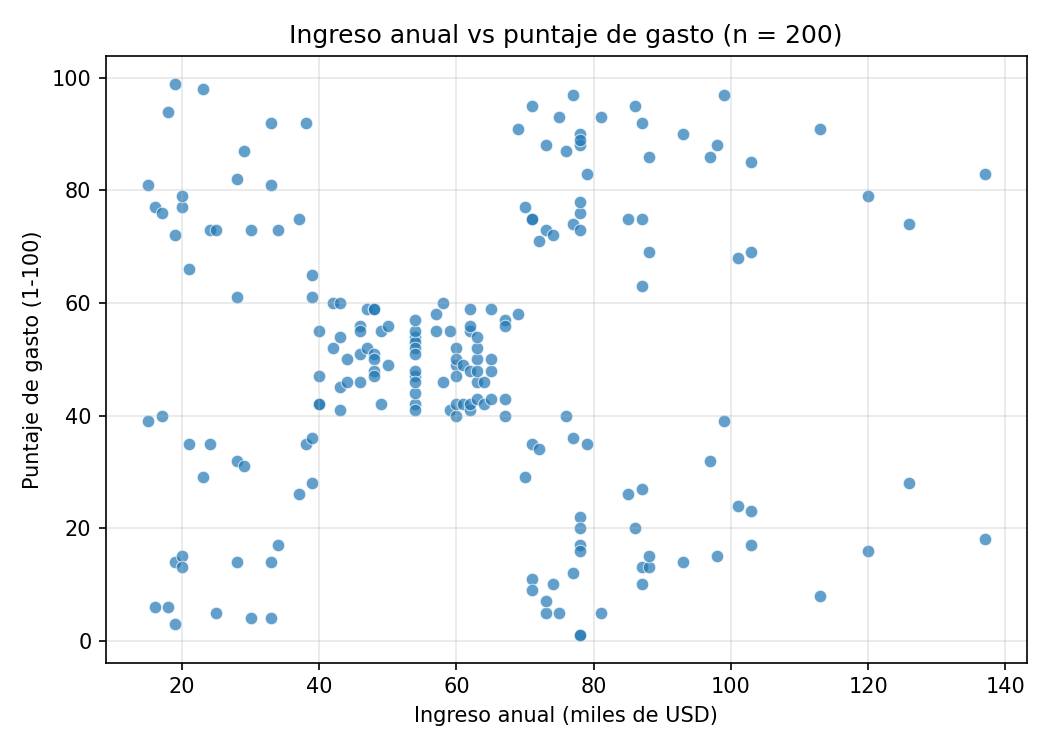 Ingreso anual vs puntaje de gasto (n = 200)
100
80
60
40
20
0
Puntaje de gasto (1-100)
20 40 60 80 100 120 140
Ingreso anual (miles de USD)